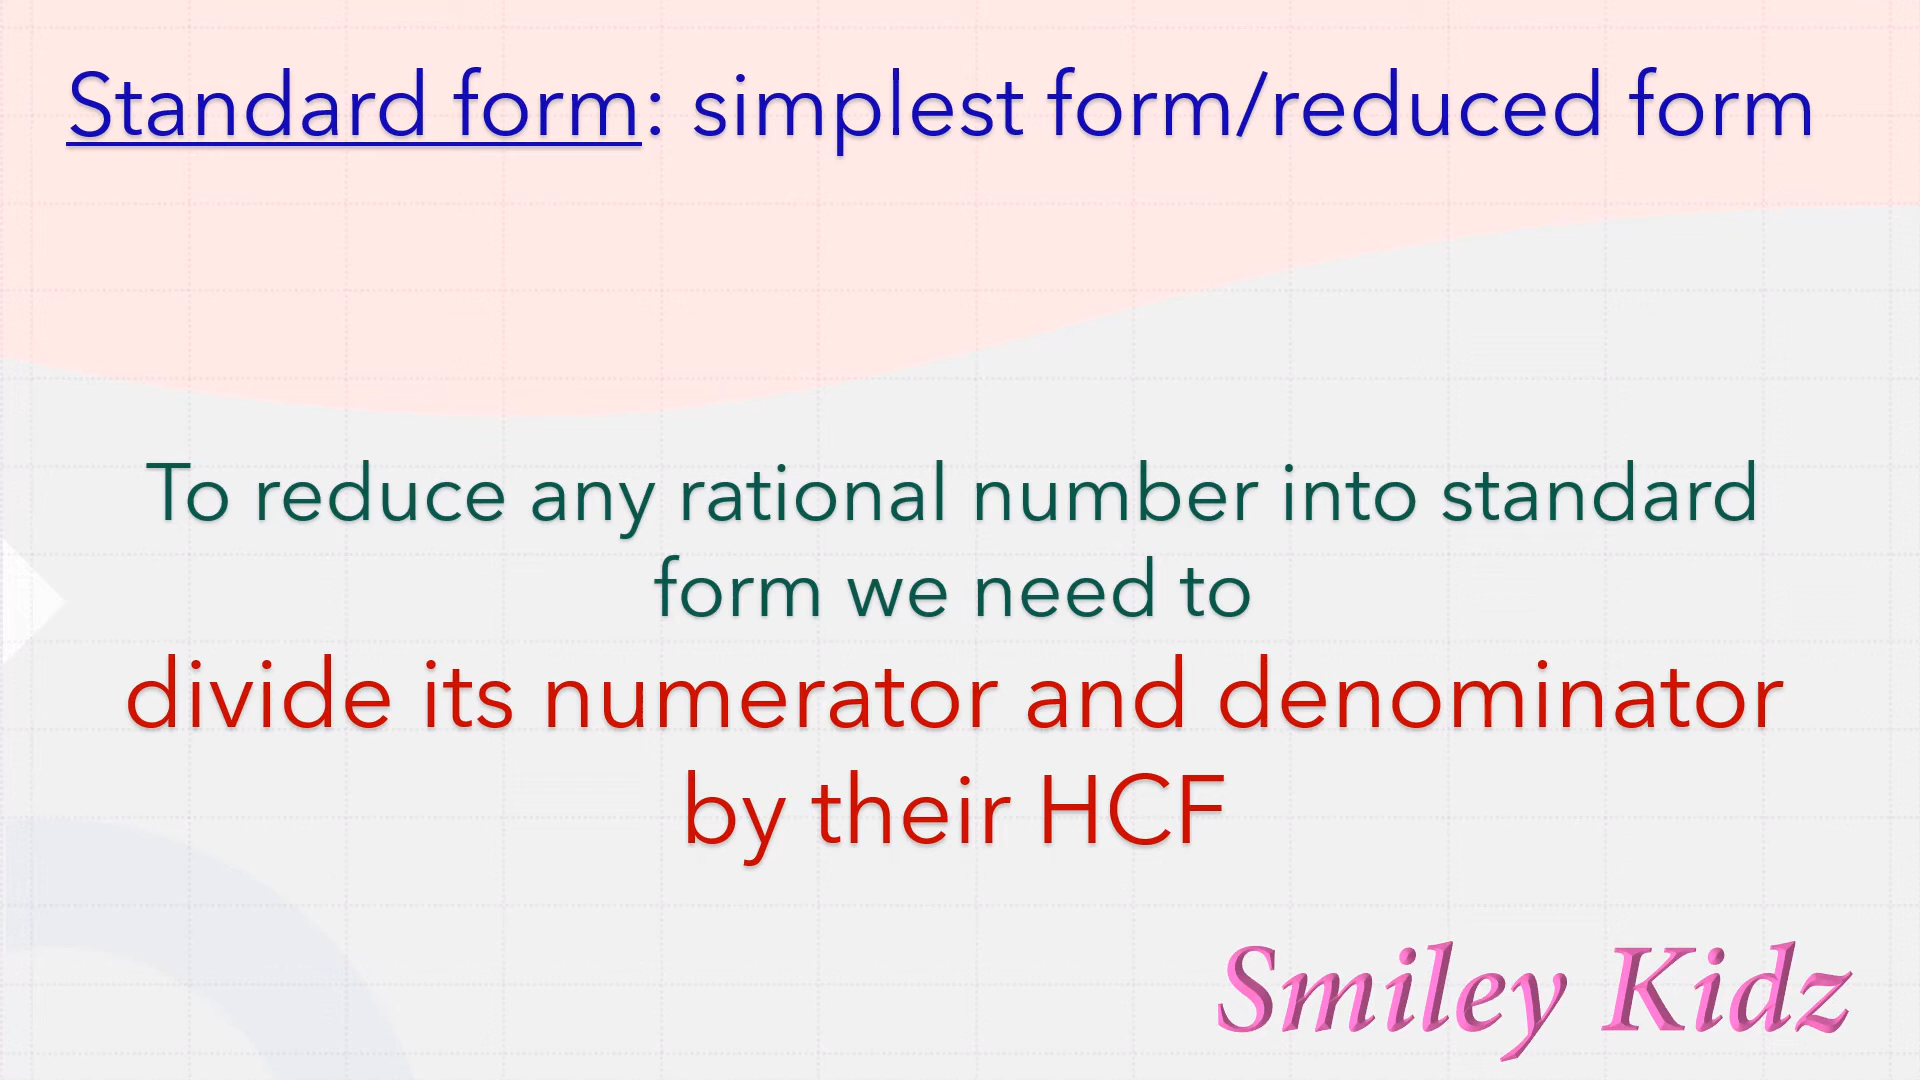 Standard form: simplest form/reduced form
To reduce any rational number into standard
form we need to
divide its numerator and denominator
by their HCF
Smiley Kidz